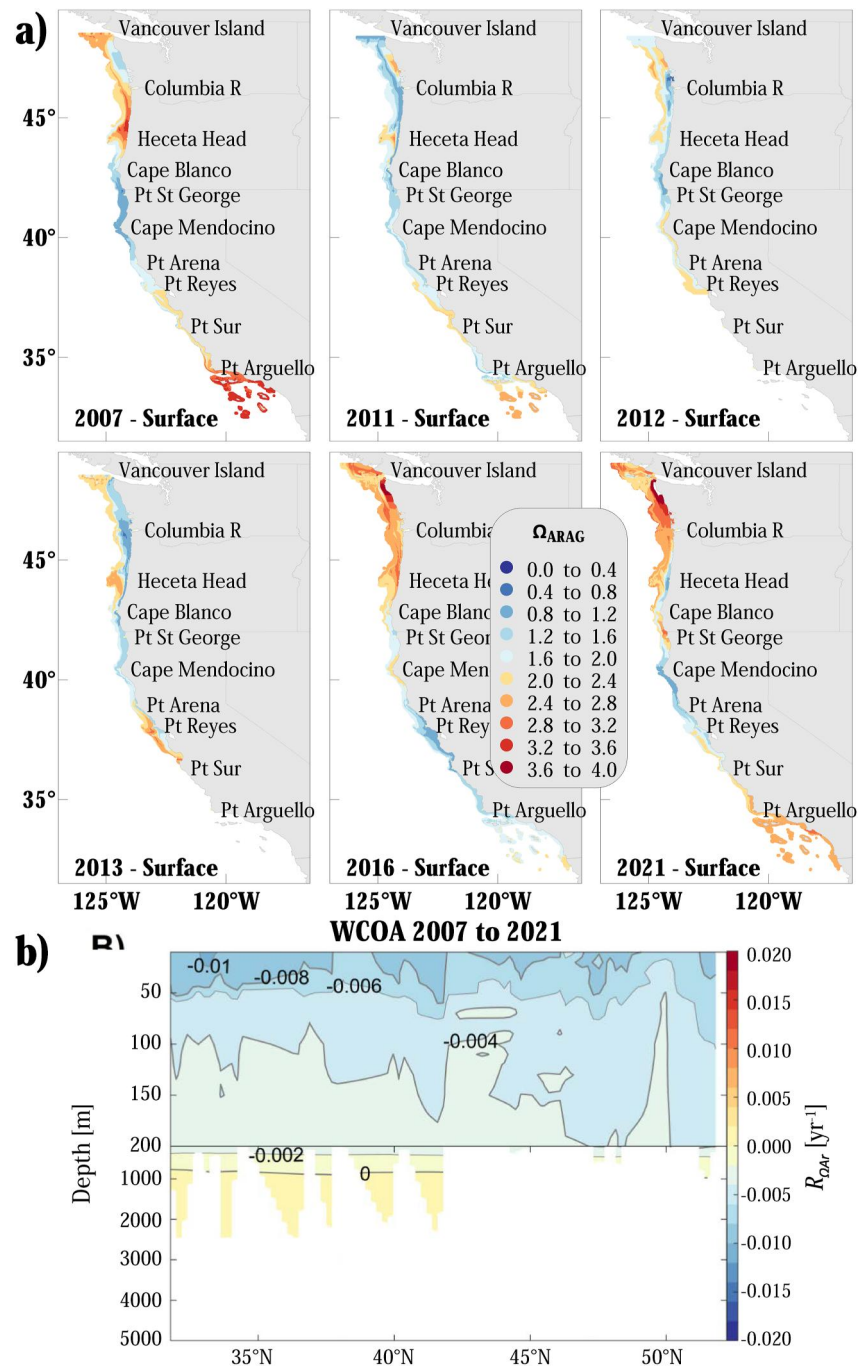 a)
Vancouver Island
Columbia R
45°
Heceta Head
Cape Blanco
Pt St George
40°
Cape Mendocino
Pt Arena
Pt Reyes
Pt Sur
35°
Pt Arguello
2007 - Surface
Vancouver Island
Columbia R
Heceta Head
Cape Blanco
Pt St George
Cape Mendocino
Pt Arena
Pt Reyes
Pt Sur
Pt Arguello
2011 - Surface
Vancouver Island
Columbia R
Heceta Head
Cape Blanco
Pt St George
Cape Mendocino
Pt Arena
Pt Reyes
Pt Sur
Pt Arguello
2012 - Surface
Vancouver Island
Columbia R
45°
Heceta Head
Cape Blanco
Pt St George
40°
Cape Mendocino
Pt Arena
Pt Reyes
Pt Sur
35°
Pt Arguello
2013 - Surface
125°W 120°W
Vancouver Island
Columbia
Heceta H
Cape Blanc
Pt St Geor
Cape Men
Pt Arena
Pt Rey
Pt S
Pt Arguello
2016 - Surface
125°W 120°W
Vancouver Island
Columbia R
Heceta Head
Cape Blanco
Pt St George
Cape Mendocino
Pt Arena
Pt Reyes
Pt Sur
Pt Arguello
2021 - Surface
125°W 120°W
ΩARAG
0.0 to 0.4
0.4 to 0.8
0.8 to 1.2
1.2 to 1.6
1.6 to 2.0
2.0 to 2.4
2.4 to 2.8
2.8 to 3.2
3.2 to 3.6
3.6 to 4.0
b)
B)
WCOA 2007 to 2021
-0.01
-0.008
-0.006
-0.004
-0.002
0
Depth [m]
50
100
150
200
1000
2000
3000
4000
5000
35°N 40°N 45°N 50°N
0.020
0.015
0.010
0.005
0.000
-0.005
-0.010
-0.015
-0.020
RΩAr [yr-1]